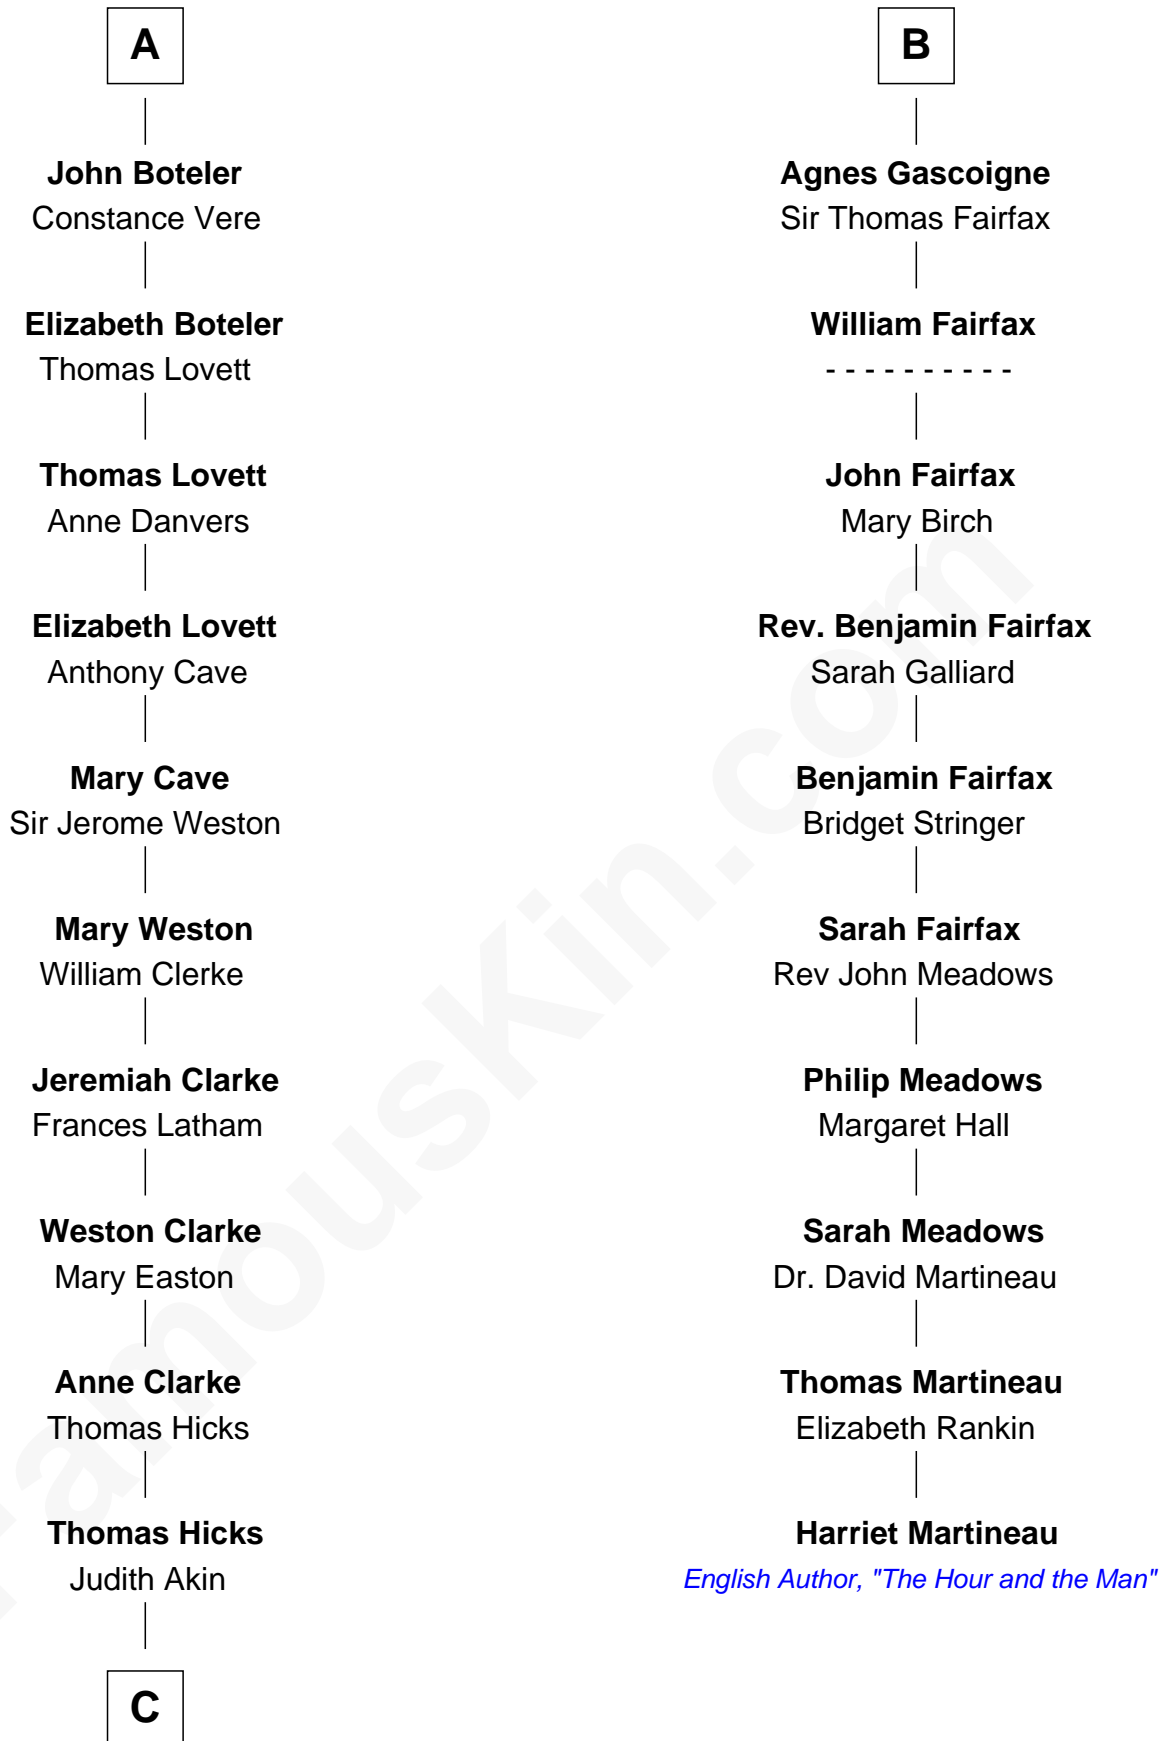 A
John Boteler
Constance Vere
Elizabeth Boteler
Thomas Lovett
Thomas Lovett
Anne Danvers
Elizabeth Lovett
Anthony Cave
Mary Cave
Sir Jerome Weston
Mary Weston
William Clerke
Jeremiah Clarke
Frances Latham
Weston Clarke
Mary Easton
Anne Clarke
Thomas Hicks
Thomas Hicks
Judith Akin
C
B
Agnes Gascoigne
Sir Thomas Fairfax
William Fairfax
- - - - - - - - - -
John Fairfax
Mary Birch
Rev. Benjamin Fairfax
Sarah Galliard
Benjamin Fairfax
Bridget Stringer
Sarah Fairfax
Rev John Meadows
Philip Meadows
Margaret Hall
Sarah Meadows
Dr. David Martineau
Thomas Martineau
Elizabeth Rankin
Harriet Martineau
English Author, "The Hour and the Man"
FamousKin.com